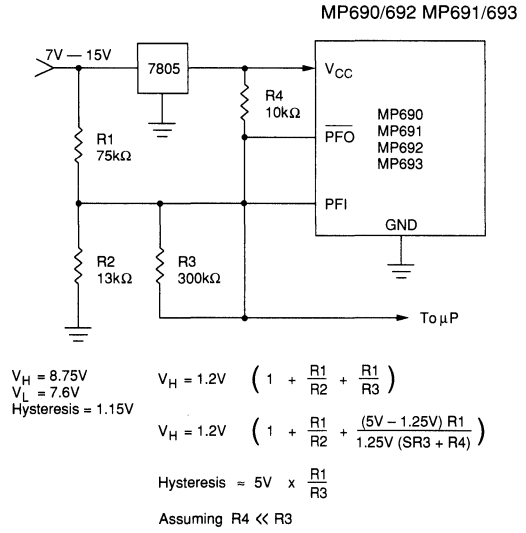 MP690/692 MP691/693
7V — 15V
7805
VCC
R4
10kΩ
PFO
MP690
MP691
MP692
MP693
R1
75kΩ
PFI
GND
R2
13kΩ
R3
300kΩ
To µP
VH = 8.75V
VL = 7.6V
Hysteresis = 1.15V
VH = 1.2V ( 1 + R1/R2 + R1/R3 )
VH = 1.2V ( 1 + R1/R2 + (5V – 1.25V) R1 / 1.25V (SR3 + R4) )
Hysteresis ≈ 5V x R1/R3
Assuming R4 << R3